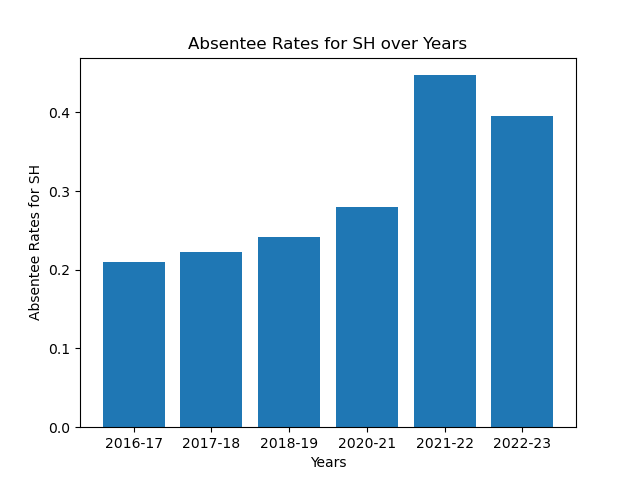 Absentee Rates for SH over Years
Absentee Rates for SH
0.4
0.3
0.2
0.1
0.0
2016-17 2017-18 2018-19 2020-21 2021-22 2022-23
Years